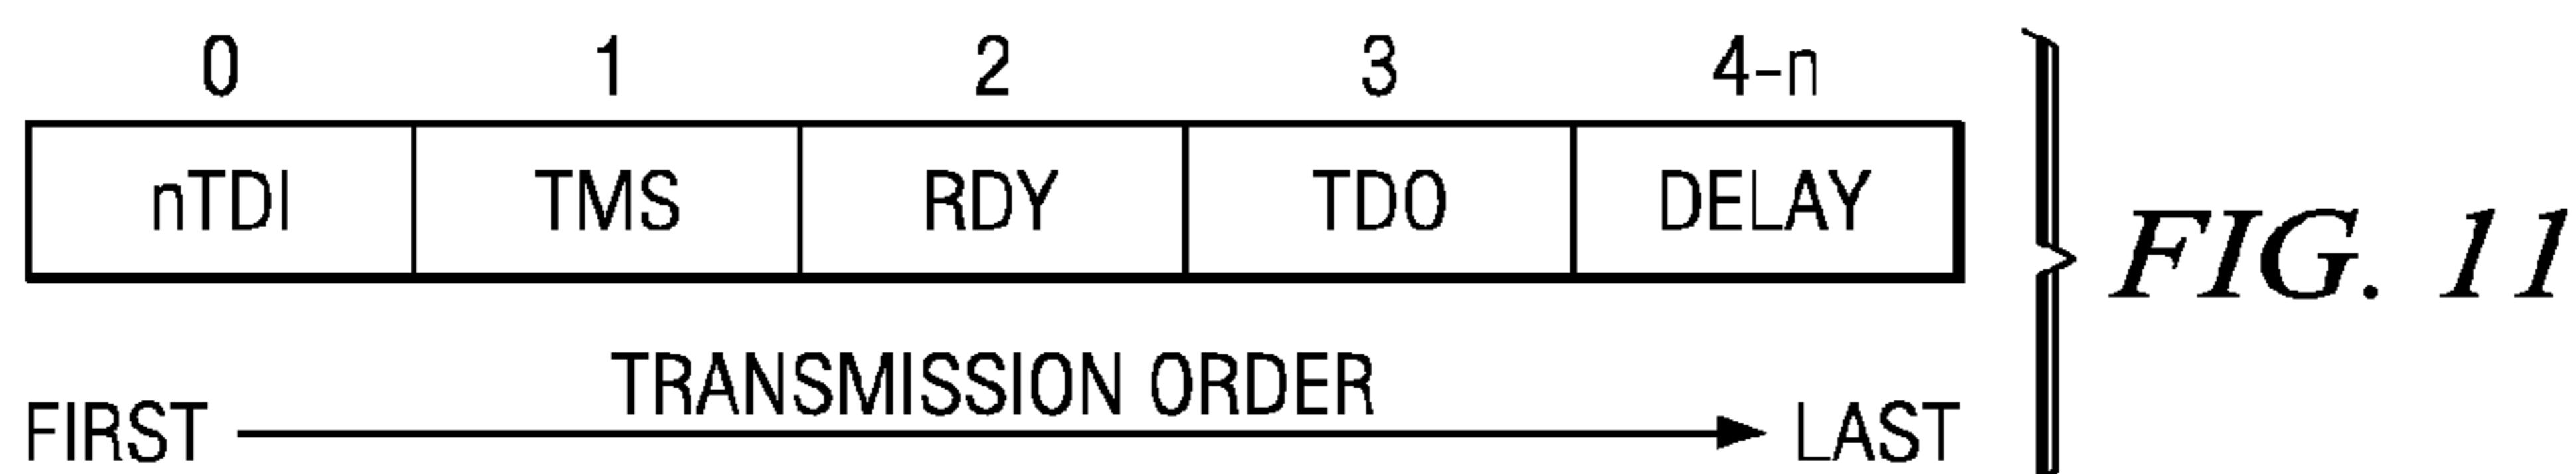 0 1 2 3 4-n
nTDI TMS RDY TDO DELAY
FIG. 11
TRANSMISSION ORDER
FIRST LAST